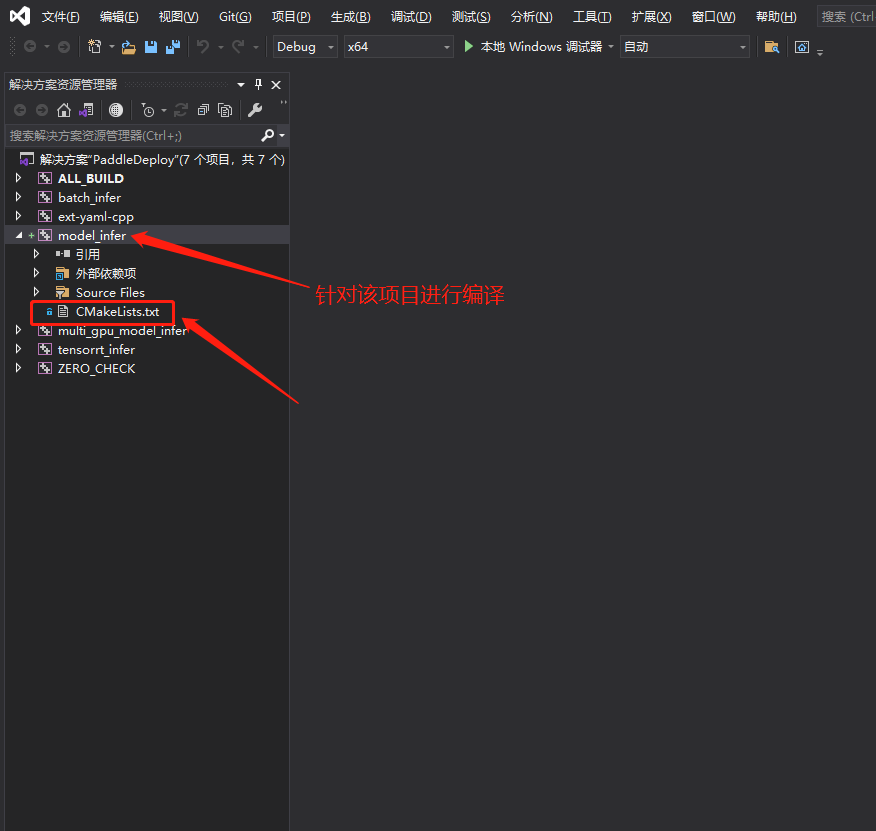 文件(F) 编辑(E) 视图(V) Git(G) 项目(P) 生成(B) 调试(D) 测试(S) 分析(N) 工具(T) 扩展(X) 窗口(W) 帮助(H) 搜索 (Ctrl
Debug x64 本地 Windows 调试器 自动
解决方案资源管理器
搜索解决方案资源管理器(Ctrl+;)
解决方案"PaddleDeploy"(7 个项目，共 7 个)
ALL_BUILD
batch_infer
ext-yaml-cpp
model_infer
引用
针对该项目进行编译
外部依赖项
Source Files
CMakeLists.txt
multi_gpu_model_infer
tensorrt_infer
ZERO_CHECK